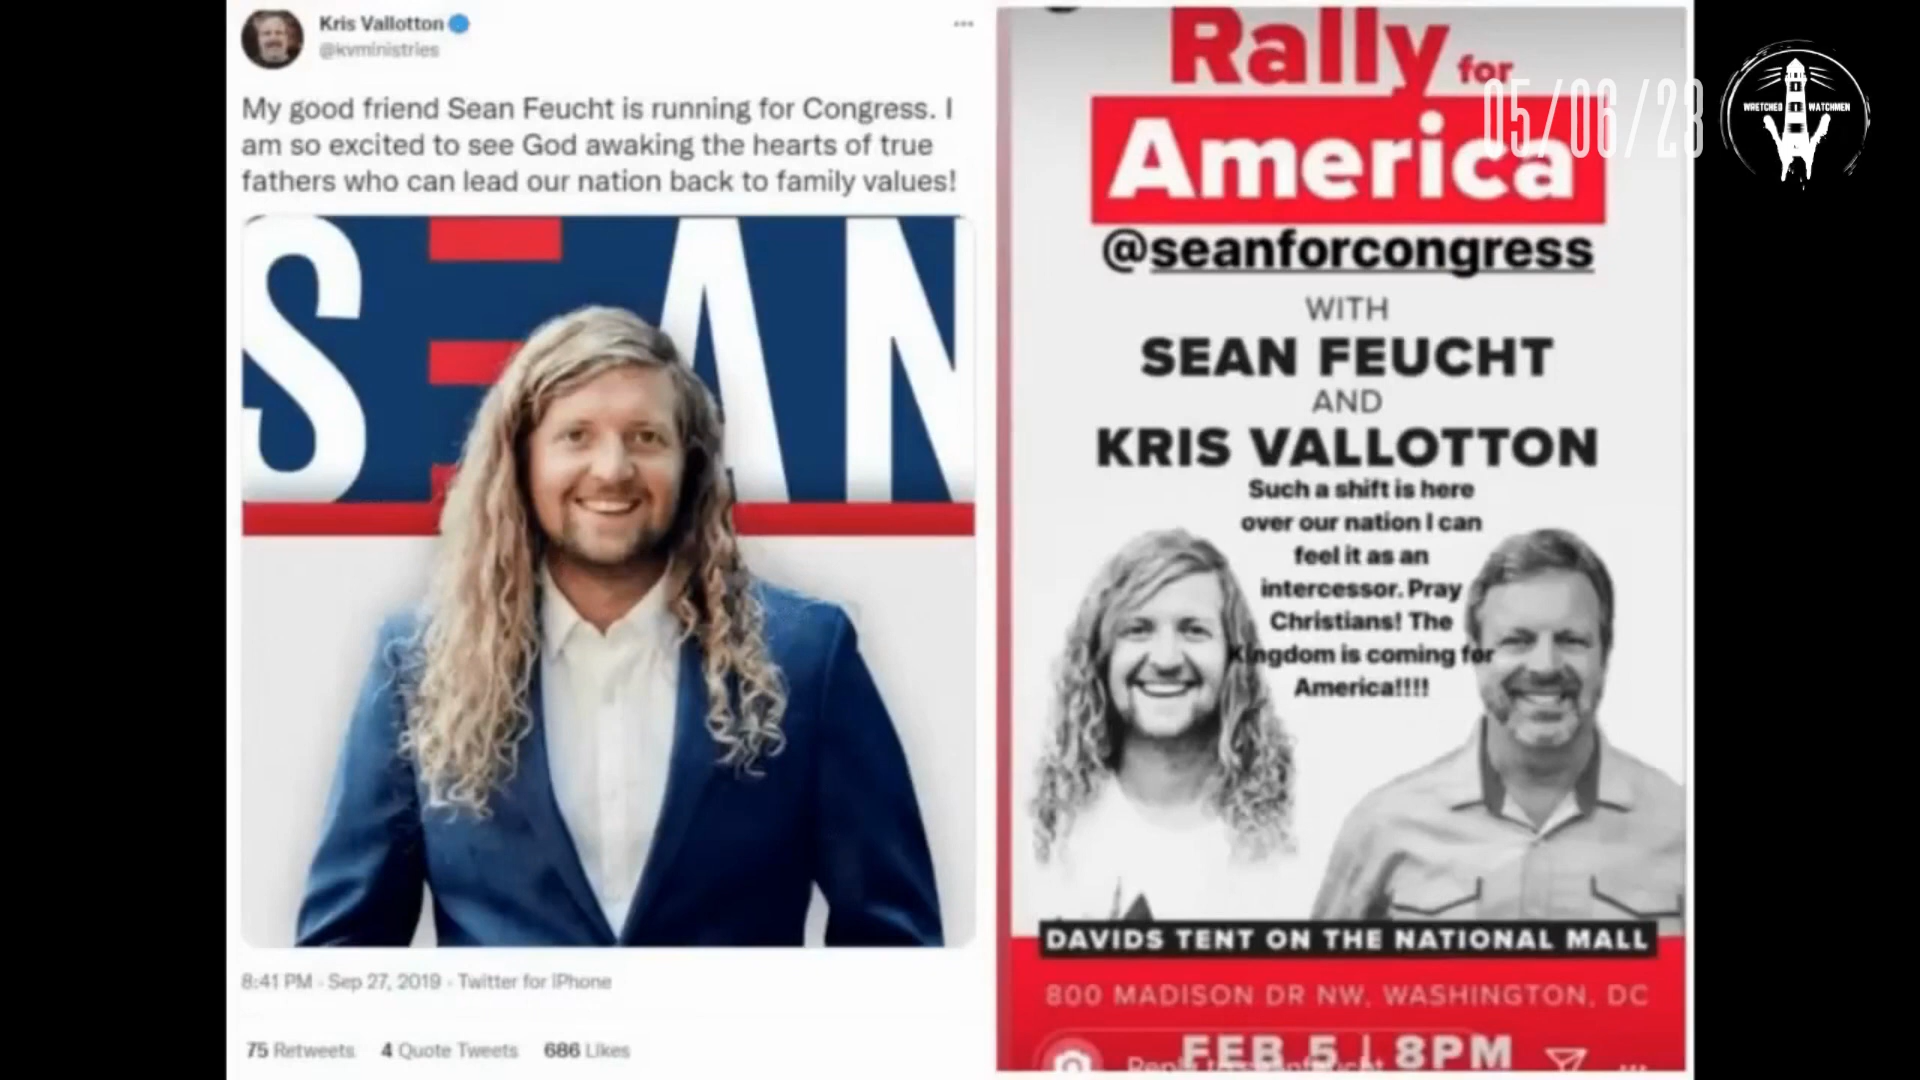 Kris Vallotton
@kvministries
My good friend Sean Feucht is running for Congress. I
am so excited to see God awaking the hearts of true
fathers who can lead our nation back to family values!
SEAN
8:41 PM · Sep 27, 2019 · Twitter for iPhone
75 Retweets 4 Quote Tweets 686 Likes
Rally for
America
@seanforcongress
WITH
SEAN FEUCHT
AND
KRIS VALLOTTON
Such a shift is here
over our nation I can
feel it as an
intercessor. Pray
Christians! The
Kingdom is coming for
America!!!!
DAVIDS TENT ON THE NATIONAL MALL
800 MADISON DR NW, WASHINGTON, DC
FEB 5 | 8PM
05/06/23
WRETCHED WATCHMEN